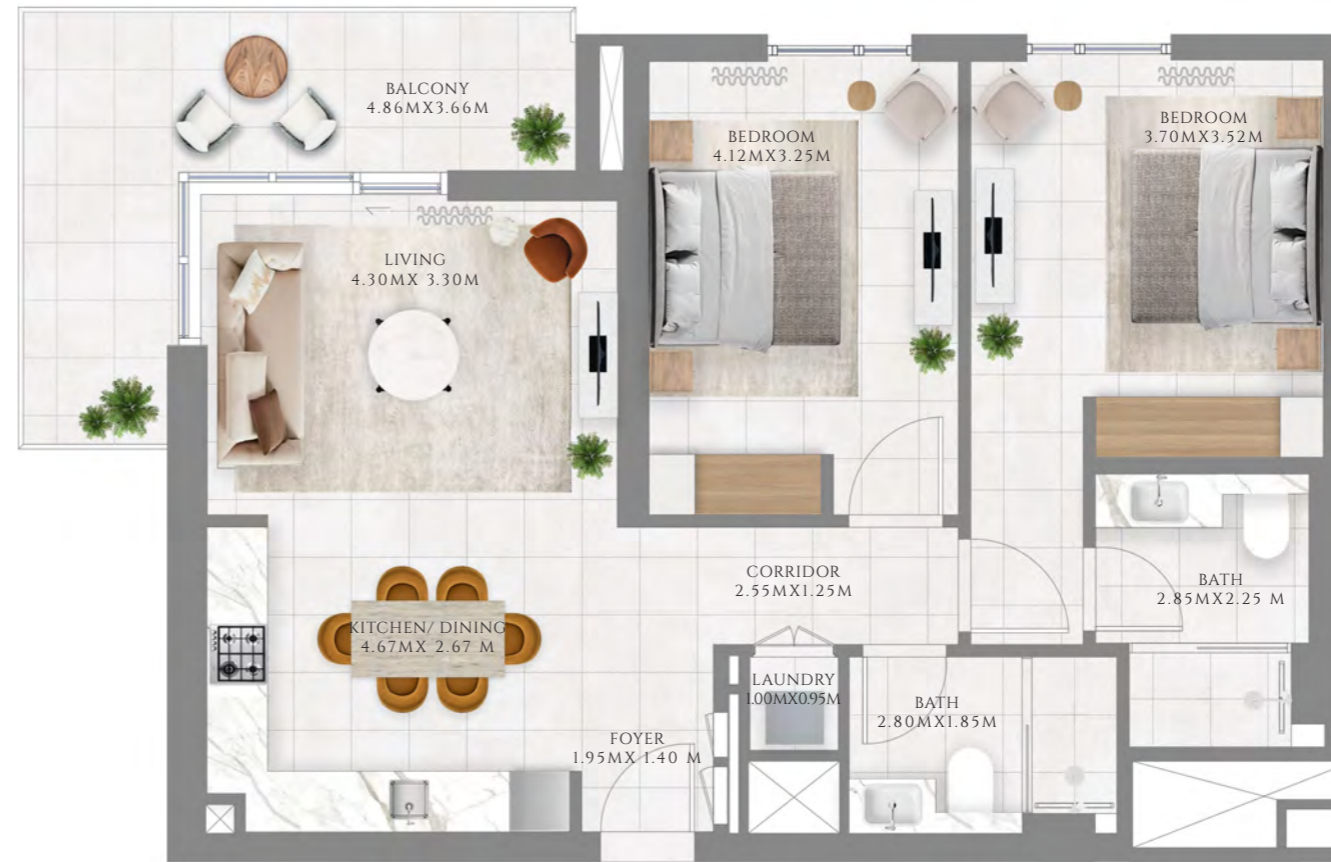 BALCONY
4.86MX3.66M
BEDROOM
4.12MX3.25M
BEDROOM
3.70MX3.52M
LIVING
4.30MX 3.30M
CORRIDOR
2.55MX1.25M
BATH
2.85MX2.25 M
KITCHEN/ DINING
4.67MX 2.67 M
LAUNDRY
1.00MX0.95M
BATH
2.80MX1.85M
FOYER
1.95MX 1.40 M